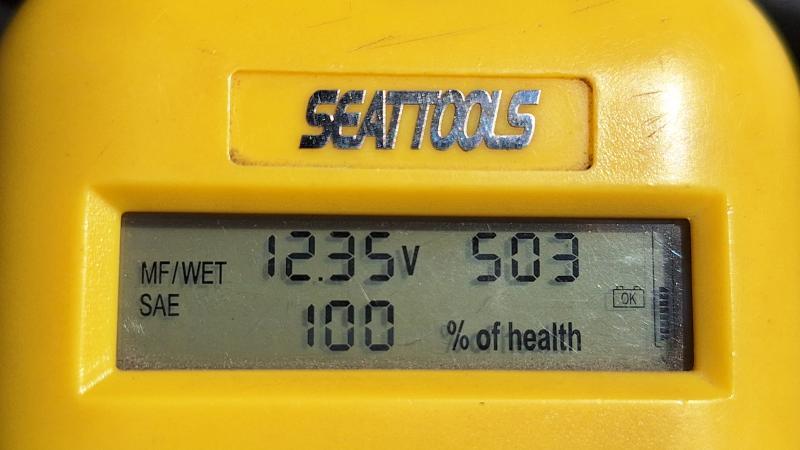 SEATTOOLS
MF/WET 12.35V 503
SAE 100 % of health
OK